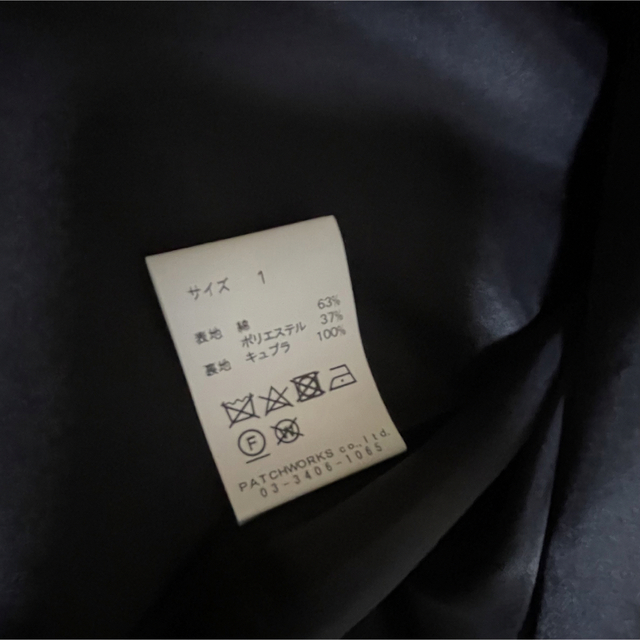 サイズ 1
表地 綿 63%
ポリエステル 37%
裏地 キュプラ 100%
F W
PATCHWORKS co.,ltd.
03-3406-1065